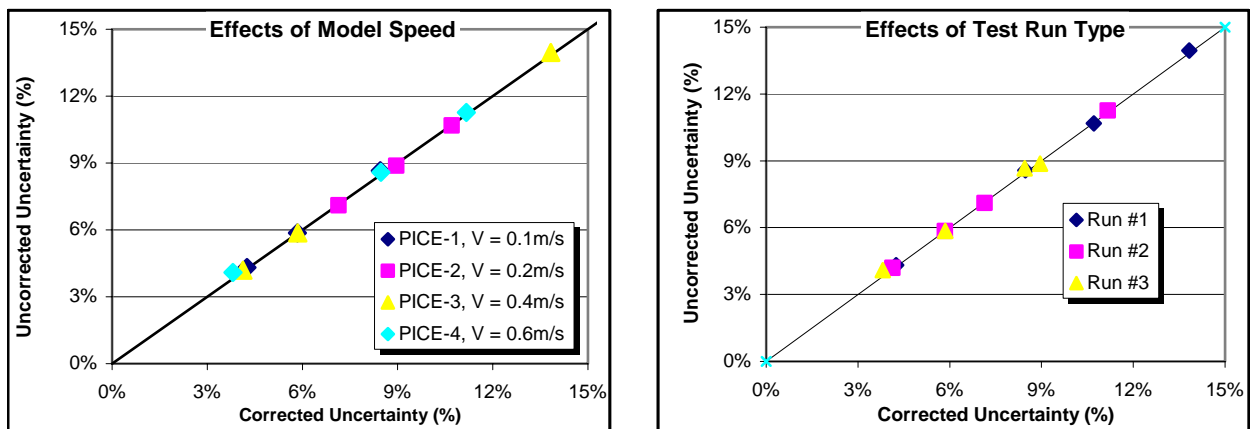 Effects of Model Speed
Uncorrected Uncertainty (%)
15%
12%
9%
6%
3%
0%
PICE-1, V = 0.1m/s
PICE-2, V = 0.2m/s
PICE-3, V = 0.4m/s
PICE-4, V = 0.6m/s
0% 3% 6% 9% 12% 15%
Corrected Uncertainty (%)
Effects of Test Run Type
Uncorrected Uncertainty (%)
15%
12%
9%
6%
3%
0%
Run #1
Run #2
Run #3
0% 3% 6% 9% 12% 15%
Corrected Uncertainty (%)